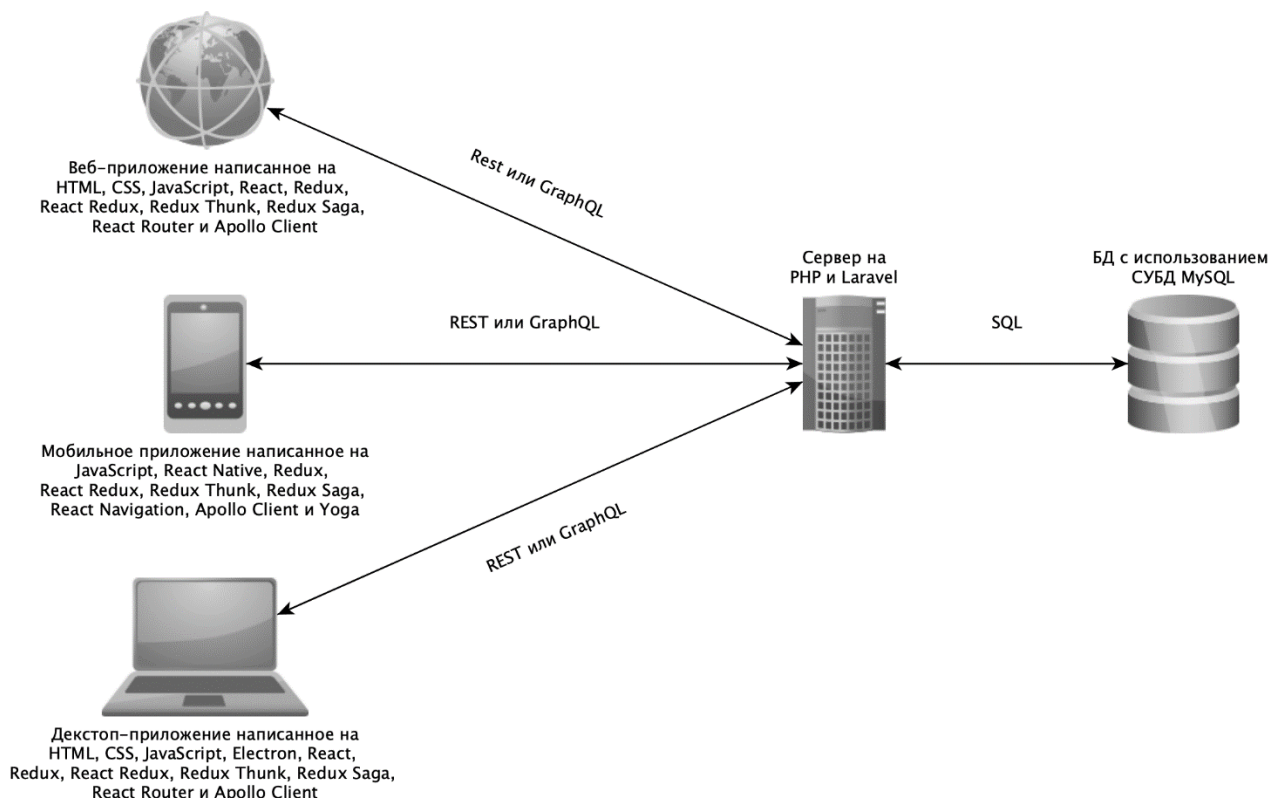 Веб-приложение написанное на
HTML, CSS, JavaScript, React, Redux,
React Redux, Redux Thunk, Redux Saga,
React Router и Apollo Client
Rest или GraphQL
Мобильное приложение написанное на
JavaScript, React Native, Redux,
React Redux, Redux Thunk, Redux Saga,
React Navigation, Apollo Client и Yoga
REST или GraphQL
Декстоп-приложение написанное на
HTML, CSS, JavaScript, Electron, React,
Redux, React Redux, Redux Thunk, Redux Saga,
React Router и Apollo Client
REST или GraphQL
Сервер на
PHP и Laravel
SQL
БД с использованием
СУБД MySQL